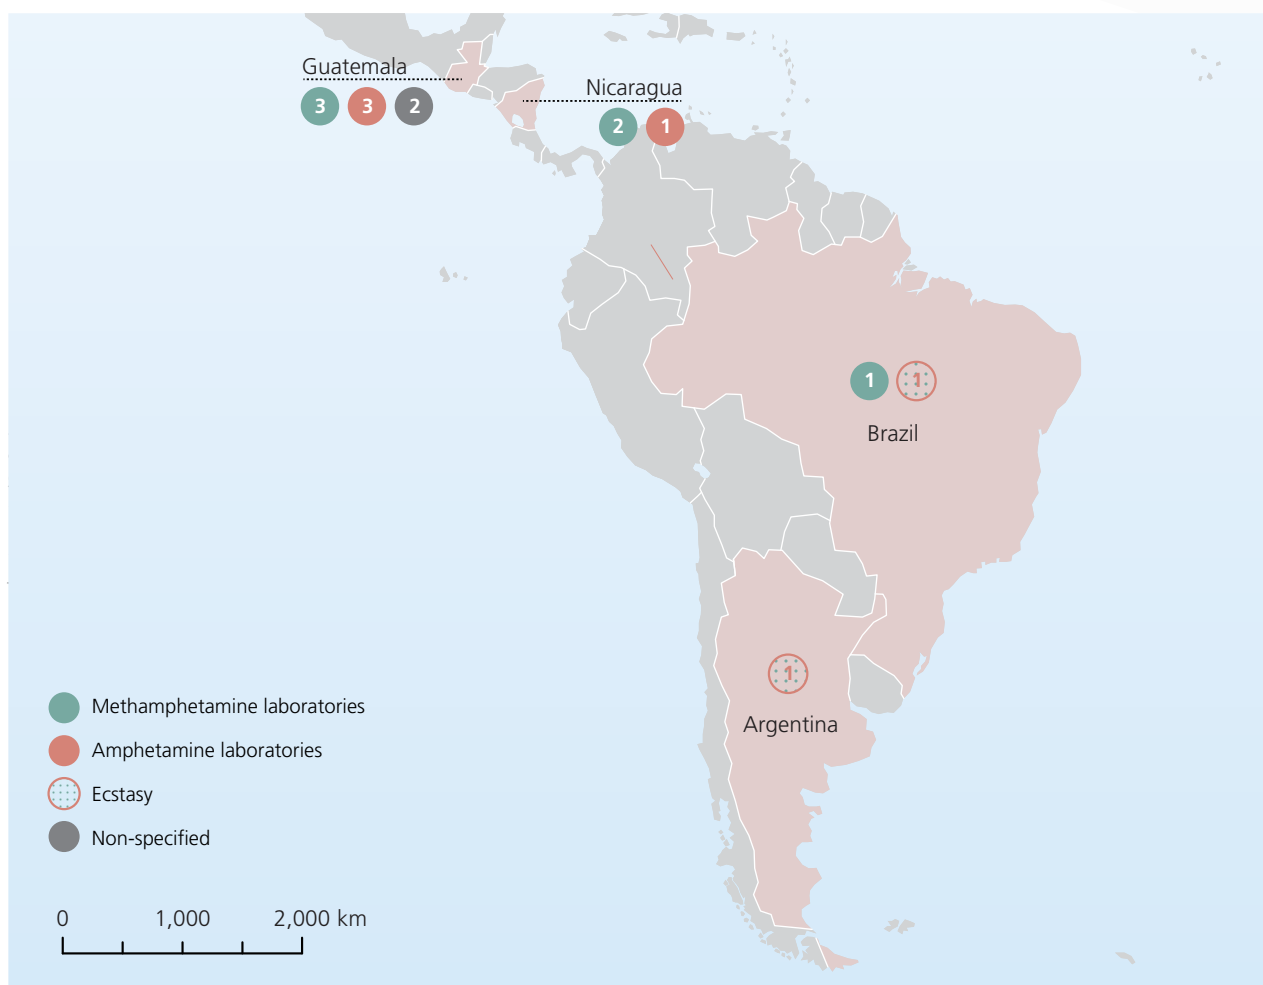 Guatemala
3 3 2
Nicaragua
2 1
1 1
Brazil
1
Argentina
Methamphetamine laboratories
Amphetamine laboratories
Ecstasy
Non-specified
0 1,000 2,000 km